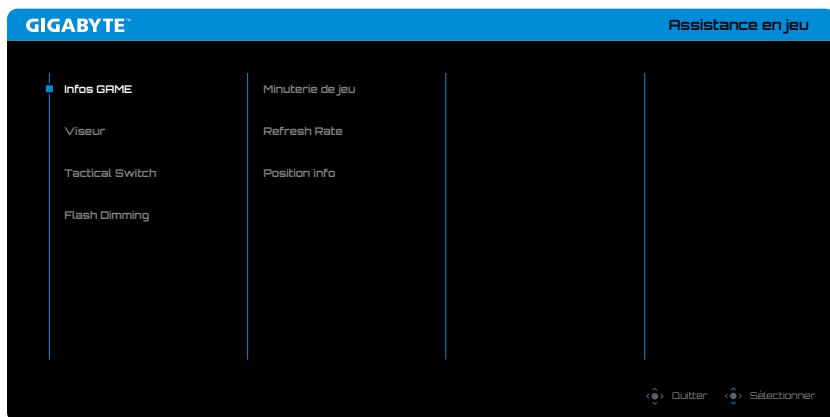 GIGABYTE™
Assistance en jeu
Infos GAME
Minuterie de jeu
Viseur
Refresh Rate
Tactical Switch
Position info
Flash Dimming
Quitter
Sélectionner